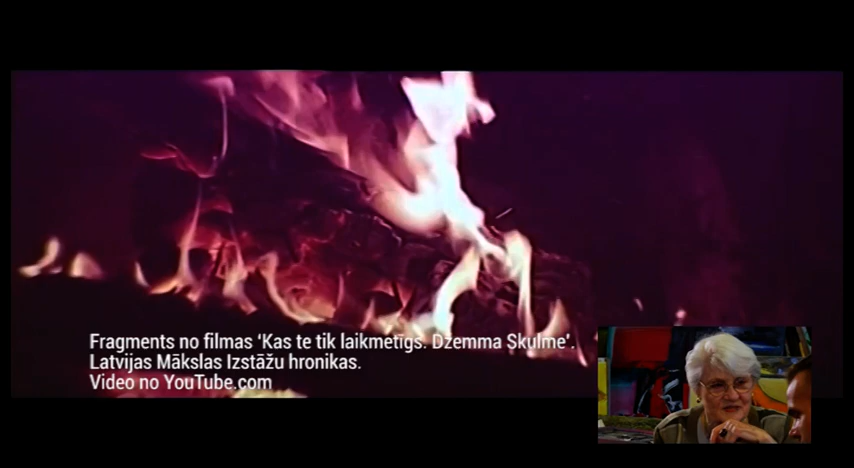 Fragments no filmas ‘Kas te tik laikmetīgs. Džemma Skulme’.
Latvijas Mākslas Izstāžu hronikas.
Video no YouTube.com